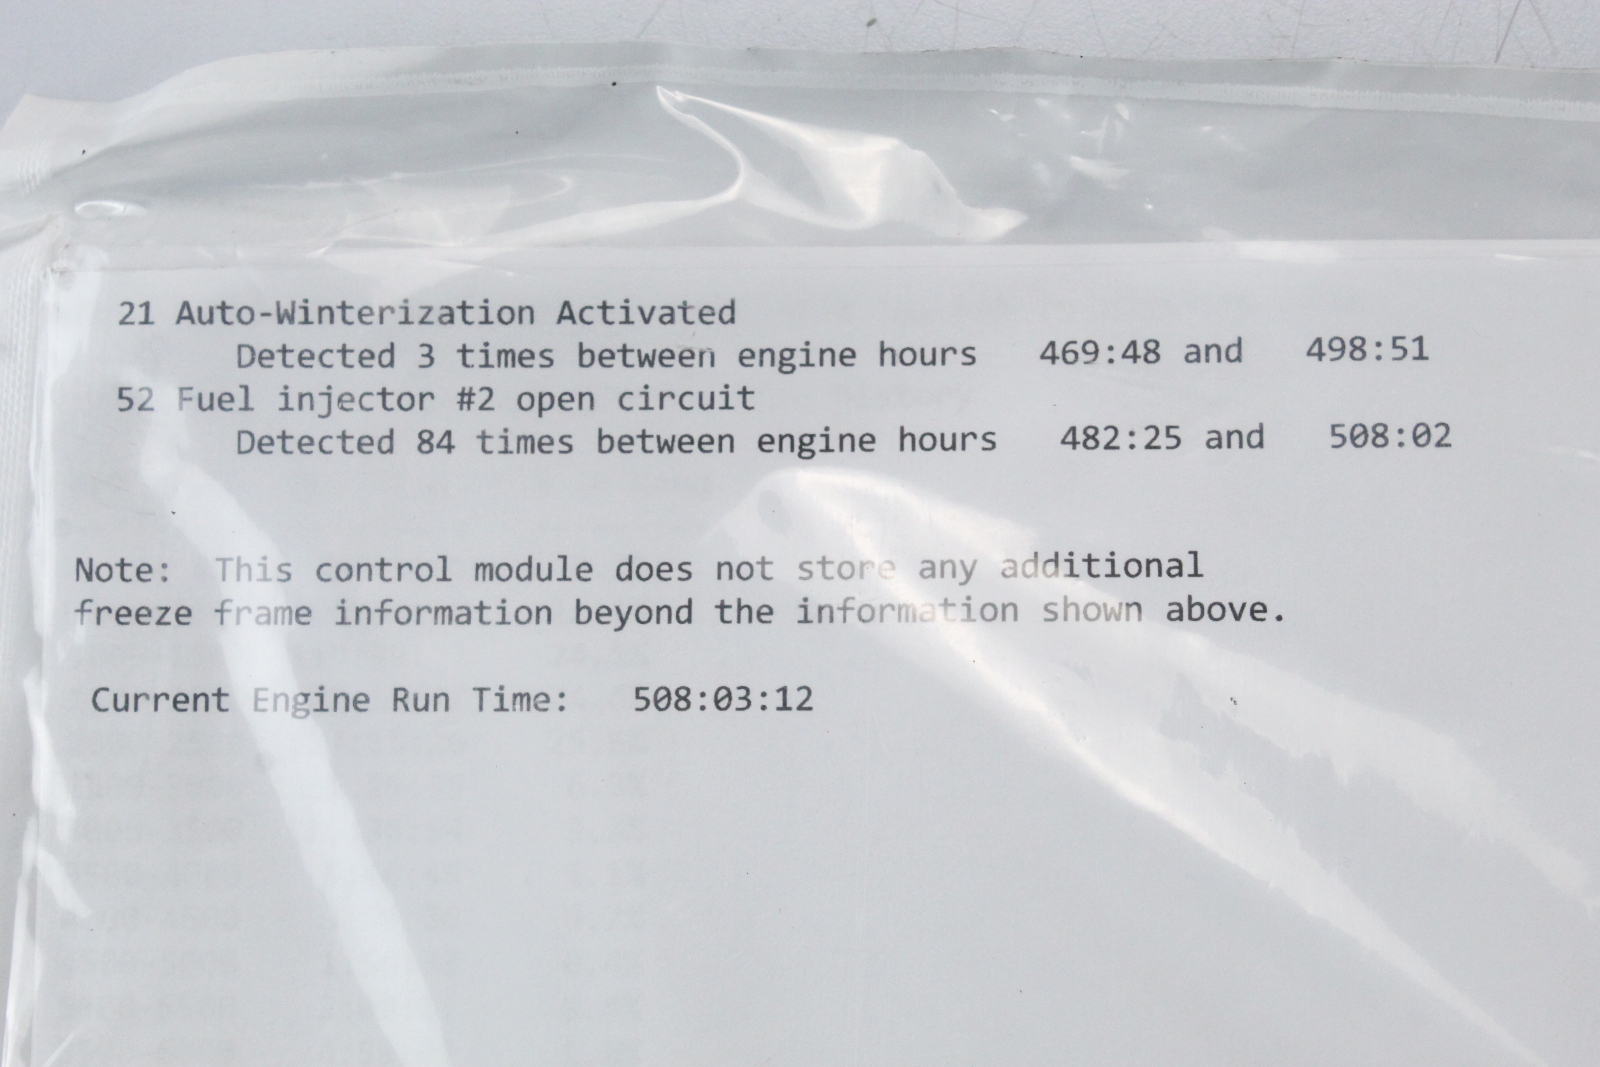 21 Auto-Winterization Activated
Detected 3 times between engine hours 469:48 and 498:51
52 Fuel injector #2 open circuit
Detected 84 times between engine hours 482:25 and 508:02
Note: This control module does not store any additional
freeze frame information beyond the information shown above.
Current Engine Run Time: 508:03:12